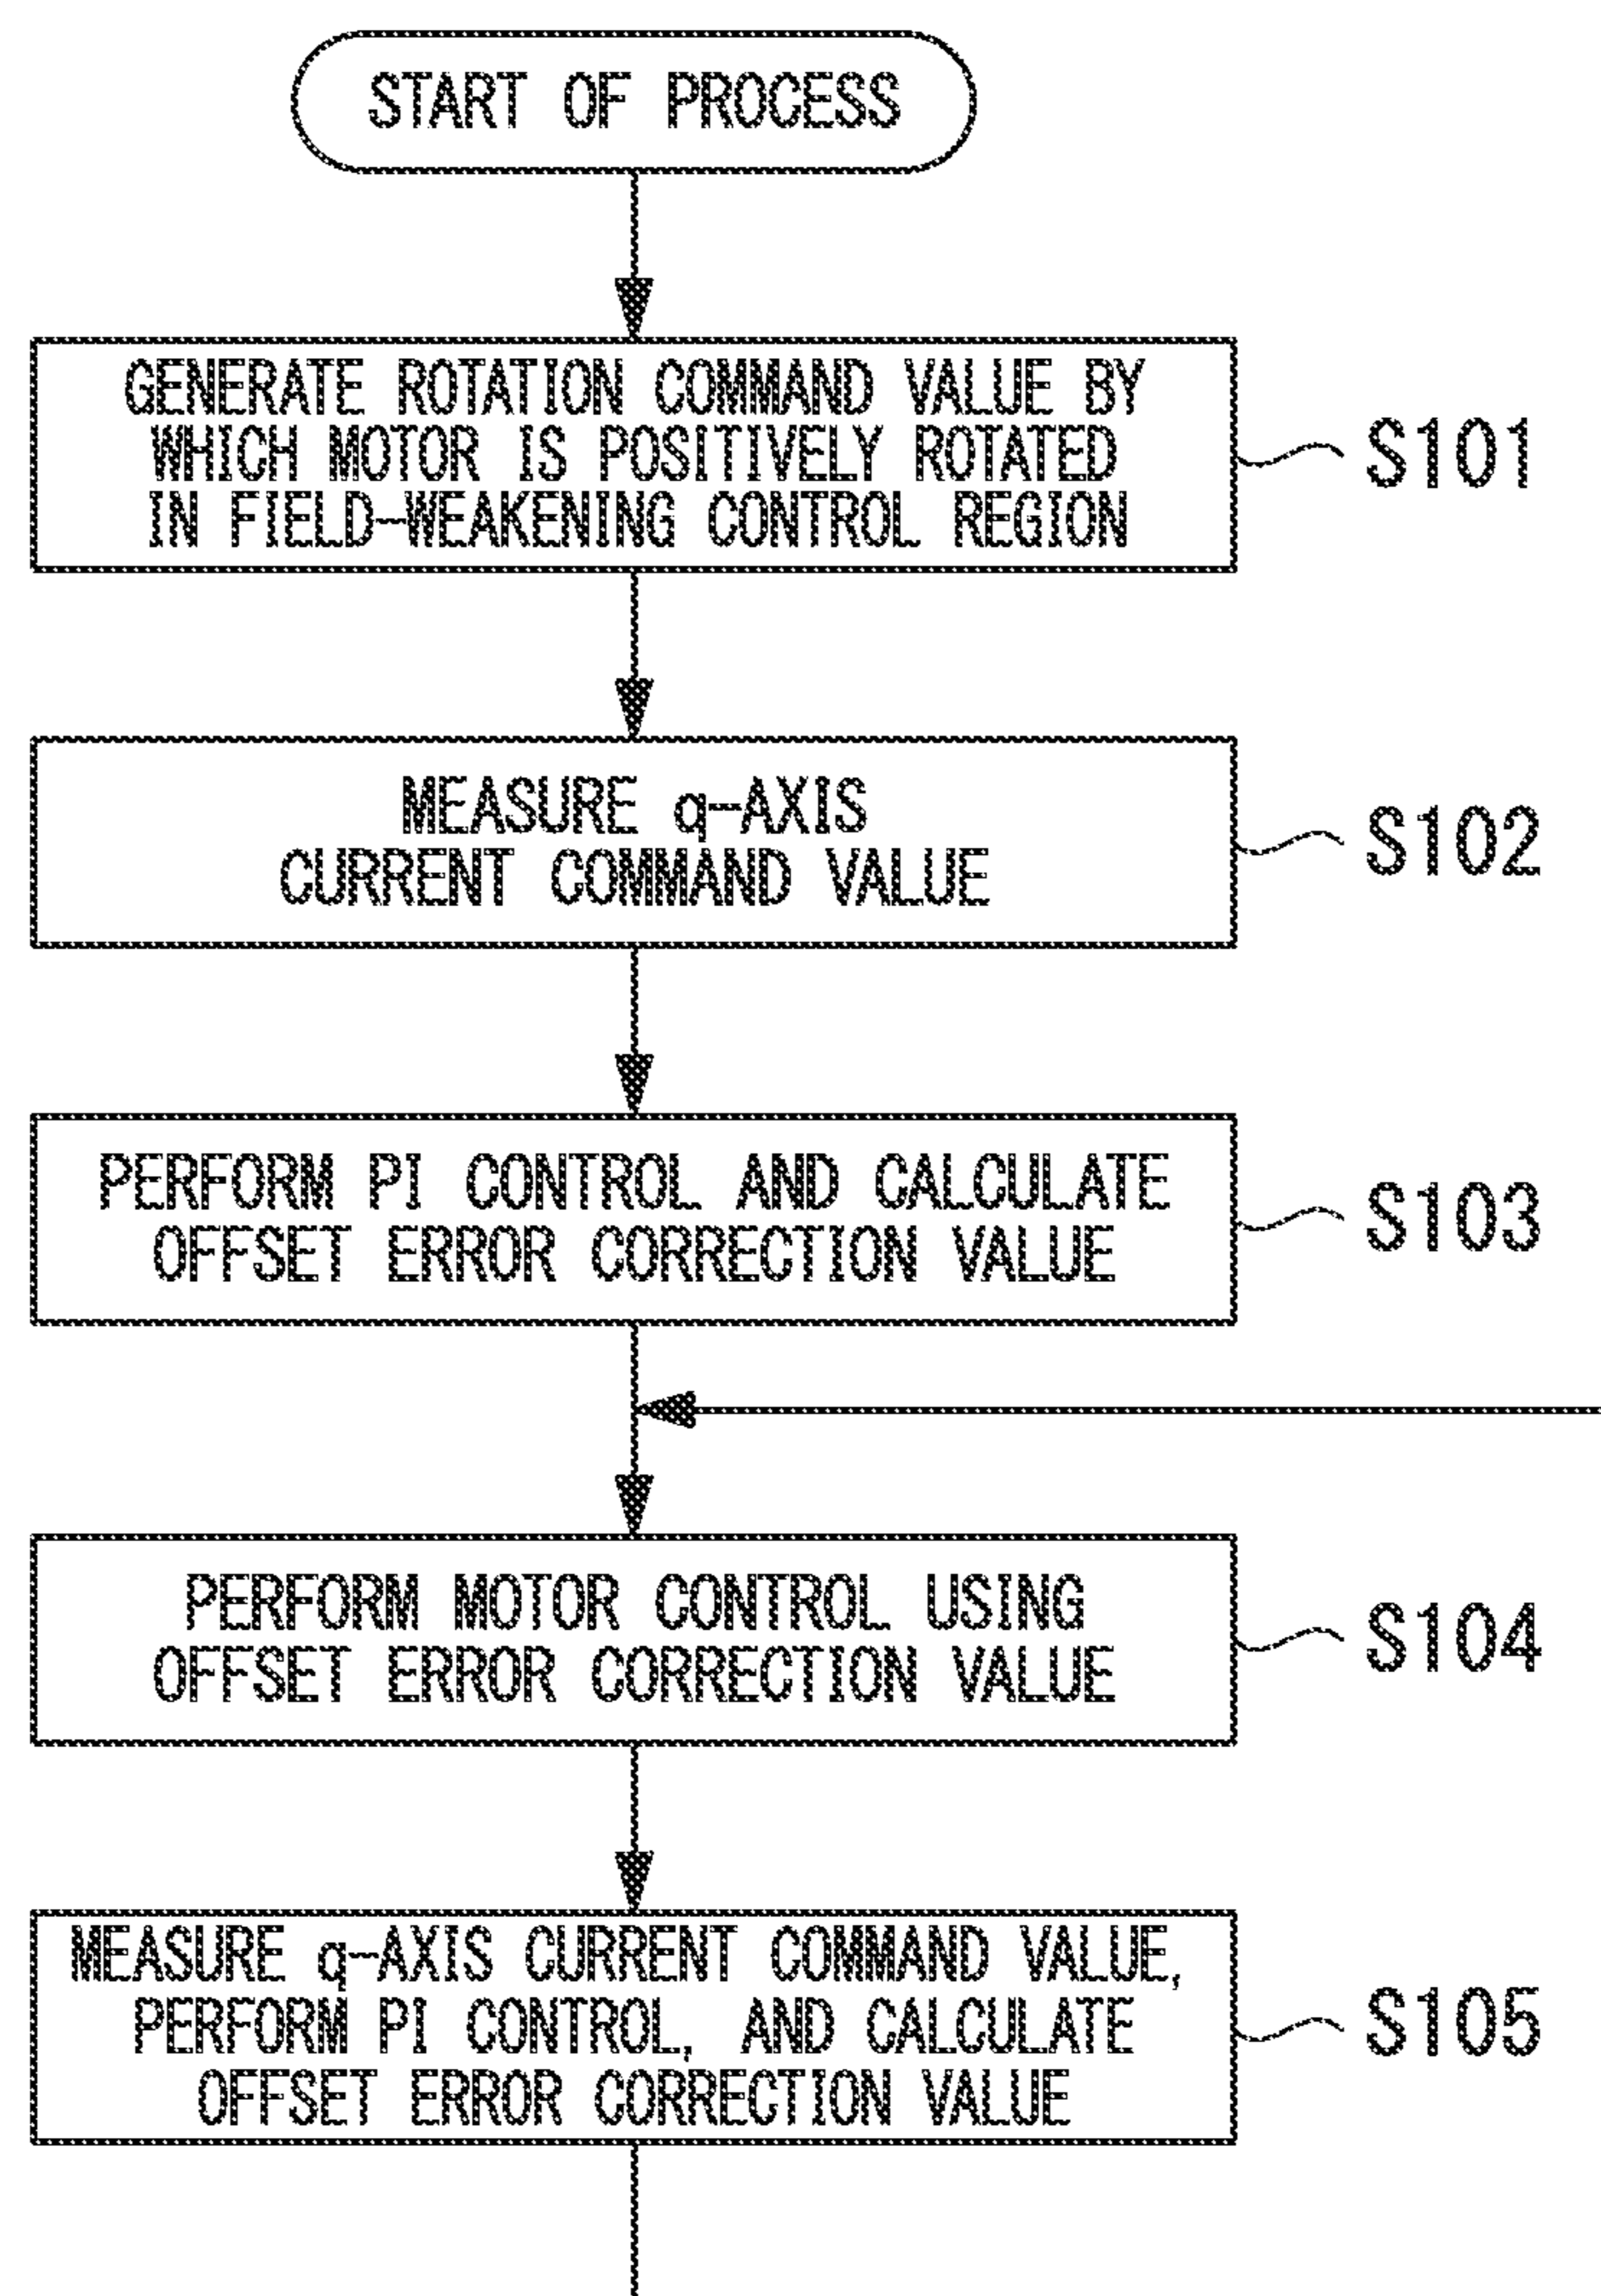 START OF PROCESS
GENERATE ROTATION COMMAND VALUE BY
WHICH MOTOR IS POSITIVELY ROTATED
IN FIELD-WEAKENING CONTROL REGION
S101
MEASURE q-AXIS
CURRENT COMMAND VALUE
S102
PERFORM PI CONTROL AND CALCULATE
OFFSET ERROR CORRECTION VALUE
S103
PERFORM MOTOR CONTROL USING
OFFSET ERROR CORRECTION VALUE
S104
MEASURE q-AXIS CURRENT COMMAND VALUE,
PERFORM PI CONTROL, AND CALCULATE
OFFSET ERROR CORRECTION VALUE
S105